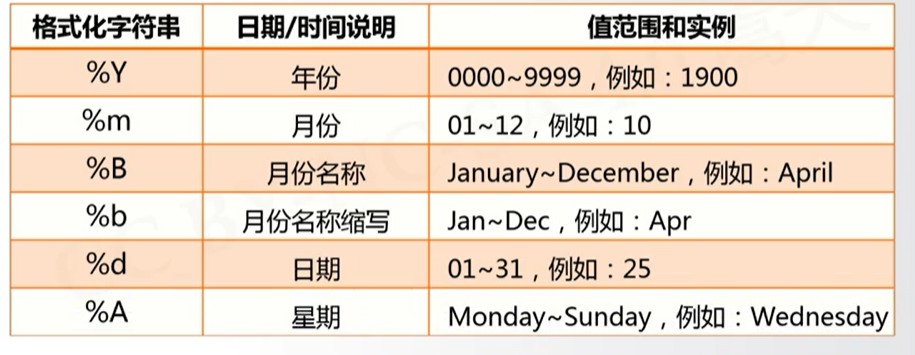 格式化字符串 日期/时间说明 值范围和实例
%Y 年份 0000~9999，例如：1900
%m 月份 01~12，例如：10
%B 月份名称 January~December，例如：April
%b 月份名称缩写 Jan~Dec，例如：Apr
%d 日期 01~31，例如：25
%A 星期 Monday~Sunday，例如：Wednesday